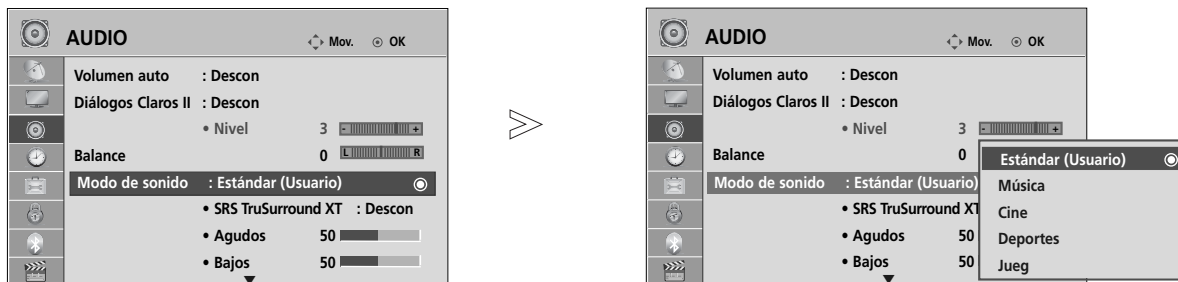 AUDIO Mov. OK
Volumen auto : Descon
Diálogos Claros II : Descon
• Nivel 3 - +
Balance 0 L R
Modo de sonido : Estándar (Usuario)
• SRS TruSurround XT : Descon
• Agudos 50
• Bajos 50
>
AUDIO Mov. OK
Volumen auto : Descon
Diálogos Claros II : Descon
• Nivel 3 - +
Balance 0
Modo de sonido : Estándar (Usuario)
• SRS TruSurround XT
• Agudos 50
• Bajos 50
Estándar (Usuario)
Música
Cine
Deportes
Jueg